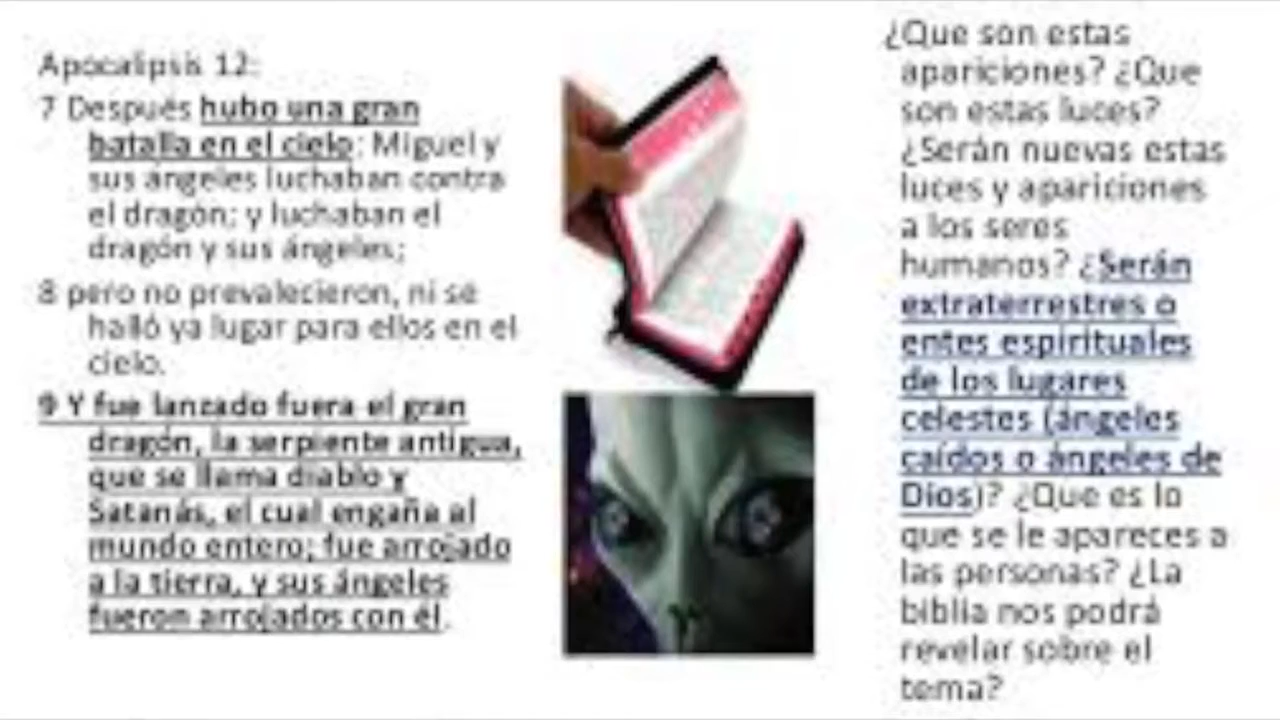 Apocalipsis 12:
7 Después hubo una gran
batalla en el cielo: Miguel y
sus ángeles luchaban contra
el dragón; y luchaban el
dragón y sus ángeles;
8 pero no prevalecieron, ni se
halló ya lugar para ellos en el
cielo.
9 Y fue lanzado fuera el gran
dragón, la serpiente antigua,
que se llama diablo y
Satanás, el cual engaña al
mundo entero; fue arrojado
a la tierra, y sus ángeles
fueron arrojados con él.
¿Que son estas
apariciones? ¿Que
son estas luces?
¿Serán nuevas estas
luces y apariciones
a los seres
humanos? ¿Serán
extraterrestres o
entes espirituales
de los lugares
celestes (ángeles
caídos o ángeles de
Dios)? ¿Que es lo
que se le apareces a
las personas? ¿La
biblia nos podrá
revelar sobre el
tema?